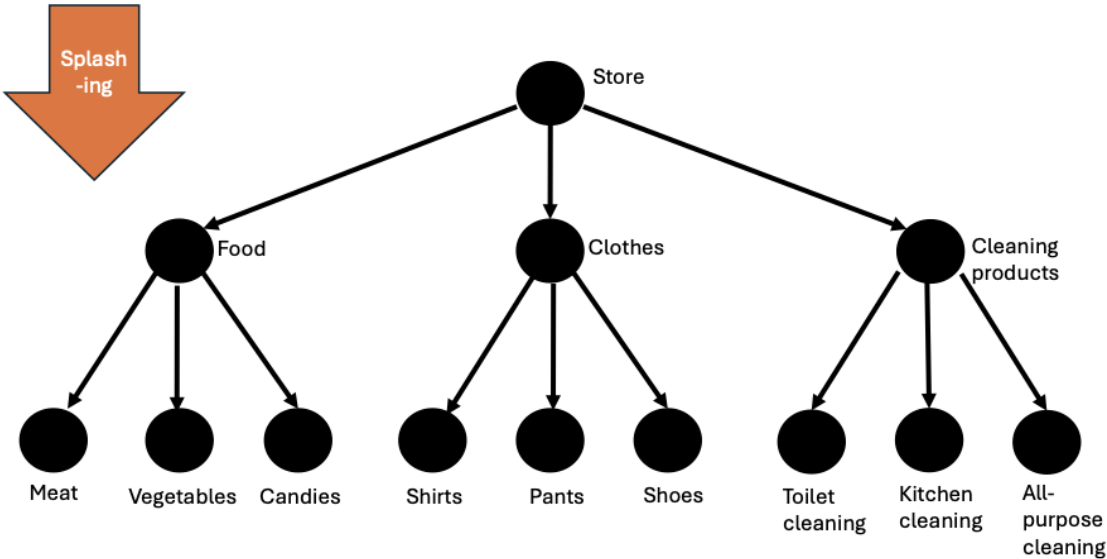 Splash
-ing
Store
Food
Clothes
Cleaning
products
Meat
Vegetables
Candies
Shirts
Pants
Shoes
Toilet
cleaning
Kitchen
cleaning
All-
purpose
cleaning